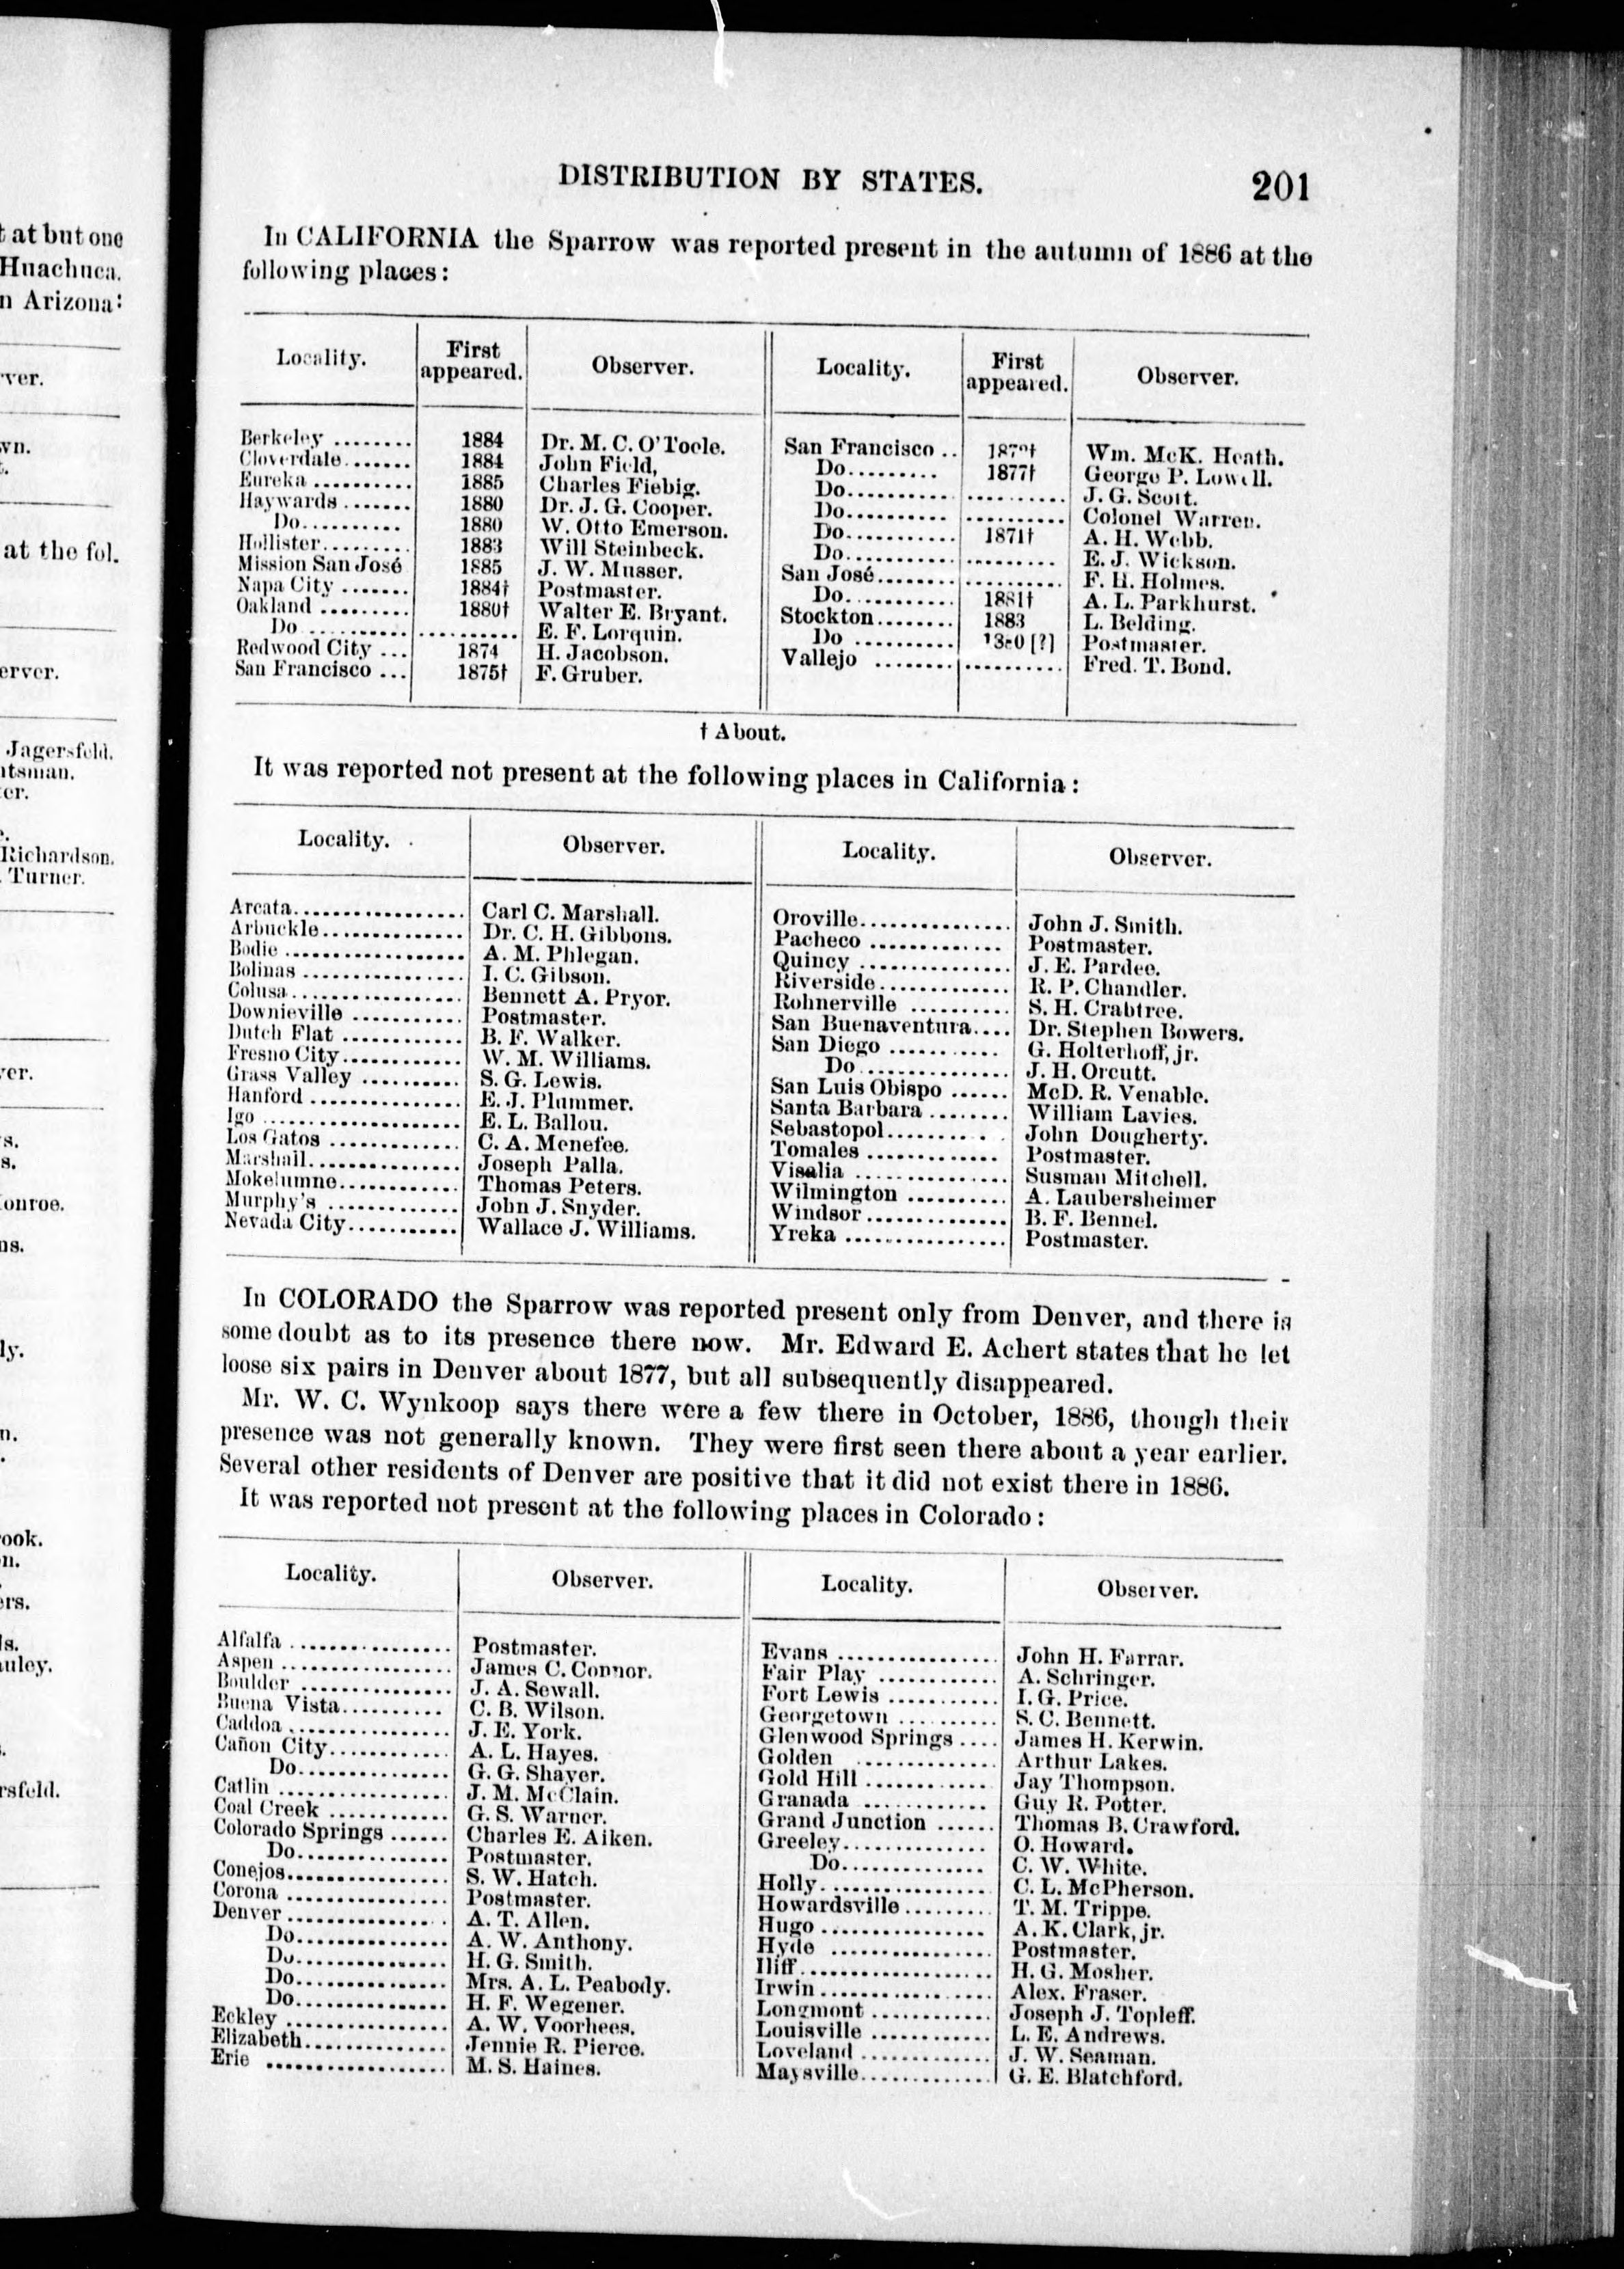 at but one
Huachuca.
Arizona:
at the fol.
Jagersfeld.
Richardson.
Turner.
DISTRIBUTION BY STATES. 201
In CALIFORNIA the Sparrow was reported present in the autumn of 1886 at the
following places:
Locality. First appeared. Observer.
Berkeley 1884 Dr. M. C. O'Toole.
Cloverdale 1884 John Field,
Eureka 1885 Charles Fiebig.
Haywards 1880 Dr. J. G. Cooper.
Do 1880 W. Otto Emerson.
Hollister 1883 Will Steinbeck.
Mission San José 1885 J. W. Musser.
Napa City 1884† Postmaster.
Oakland 1880† Walter E. Bryant.
Do E. F. Lorquin.
Redwood City 1874 H. Jacobson.
San Francisco 1875† F. Gruber.
Locality. First appeared. Observer.
San Francisco Wm. McK. Heath.
Do 1877† George P. Lowell.
Do J. G. Scott.
Do Colonel Warren.
Do 1871† A. H. Webb.
Do E. J. Wickson.
San José F. H. Holmes.
Do 1881† A. L. Parkhurst.
Stockton 1883 L. Belding.
Do [?] Postmaster.
Vallejo Fred. T. Bond.
† About.
It was reported not present at the following places in California:
Locality. Observer.
Arcata Carl C. Marshall.
Arbuckle Dr. C. H. Gibbons.
Bodie A. M. Phlegan.
Bolinas I. C. Gibson.
Colusa Bennett A. Pryor.
Downieville Postmaster.
Dutch Flat B. F. Walker.
Fresno City W. M. Williams.
Grass Valley S. G. Lewis.
Hanford E. J. Plummer.
Igo E. L. Ballou.
Los Gatos C. A. Menefee.
Marshall Joseph Palla.
Mokelumne Thomas Peters.
Murphy's John J. Snyder.
Nevada City Wallace J. Williams.
Locality. Observer.
Oroville John J. Smith.
Pacheco Postmaster.
Quincy J. E. Pardee.
Riverside R. P. Chandler.
Rohnerville S. H. Crabtree.
San Buenaventura Dr. Stephen Bowers.
San Diego G. Holterhoff, jr.
Do J. H. Orcutt.
San Luis Obispo McD. R. Venable.
Santa Barbara William Lavies.
Sebastopol John Dougherty.
Tomales Postmaster.
Visalia Susman Mitchell.
Wilmington A. Laubersheimer
Windsor B. F. Bennel.
Yreka Postmaster.
In COLORADO the Sparrow was reported present only from Denver, and there is
some doubt as to its presence there now. Mr. Edward E. Achert states that he let
loose six pairs in Denver about 1877, but all subsequently disappeared.
Mr. W. C. Wynkoop says there were a few there in October, 1886, though their
presence was not generally known. They were first seen there about a year earlier.
Several other residents of Denver are positive that it did not exist there in 1886.
It was reported not present at the following places in Colorado:
Locality. Observer.
Alfalfa Postmaster.
Aspen James C. Connor.
Boulder J. A. Sewall.
Buena Vista C. B. Wilson.
Caddoa J. E. York.
Cañon City A. L. Hayes.
Do G. G. Shaver.
Catlin J. M. McClain.
Coal Creek G. S. Warner.
Colorado Springs Charles E. Aiken.
Do Postmaster.
Conejos S. W. Hatch.
Corona Postmaster.
Denver A. T. Allen.
Do A. W. Anthony.
Do H. G. Smith.
Do Mrs. A. L. Peabody.
Do H. F. Wegener.
Eckley A. W. Voorhees.
Elizabeth Jennie R. Pierce.
Erie M. S. Haines.
Locality. Observer.
Evans John H. Farrar.
Fair Play A. Schringer.
Fort Lewis I. G. Price.
Georgetown S. C. Bennett.
Glenwood Springs James H. Kerwin.
Golden Arthur Lakes.
Gold Hill Jay Thompson.
Granada Guy R. Potter.
Grand Junction Thomas B. Crawford.
Greeley O. Howard.
Do C. W. White.
Holly C. L. McPherson.
Howardsville T. M. Trippe.
Hugo A. K. Clark, jr.
Hyde Postmaster.
Iliff H. G. Mosher.
Irwin Alex. Fraser.
Longmont Joseph J. Topleff.
Louisville L. E. Andrews.
Loveland J. W. Seaman.
Maysville G. E. Blatchford.